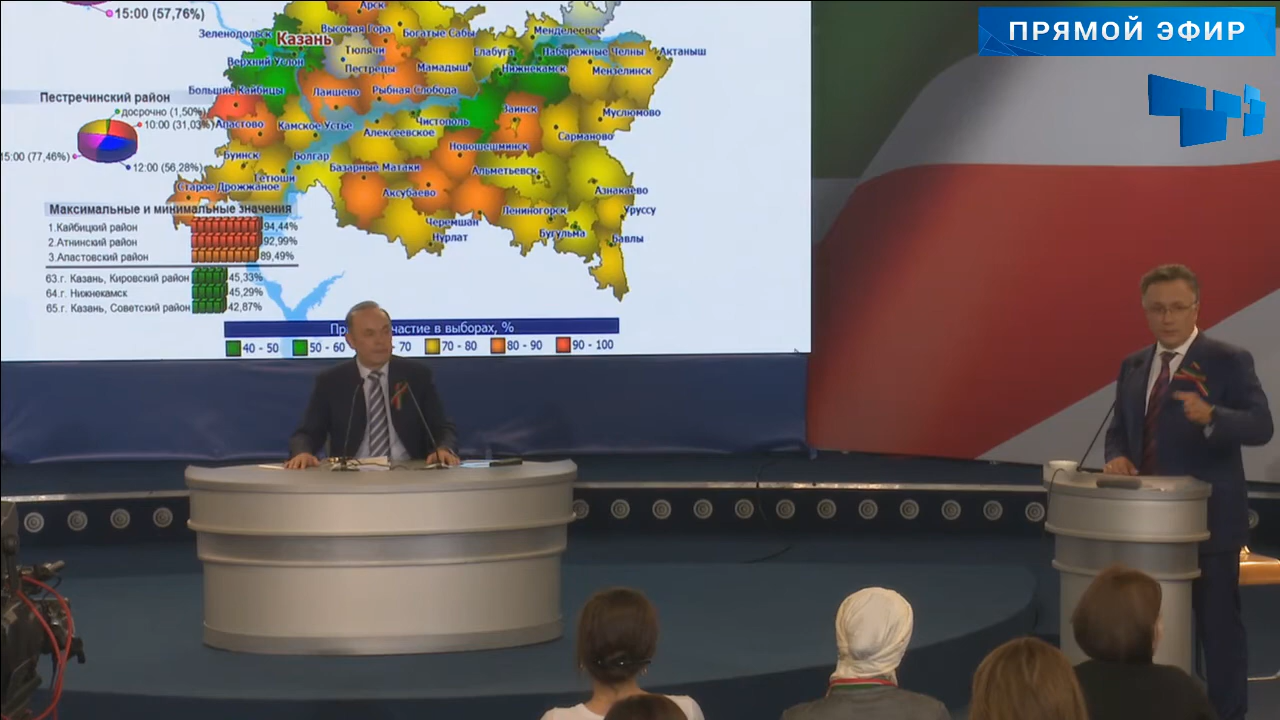 ПРЯМОЙ ЭФИР
15:00 (57,76%)
Арск
Зеленодольск
Казань
Высокая Гора
Богатые Сабы
Менделеевск
Тюлячи
Елабуга
Набережные Челны
Актаныш
Верхний Услон
Пестрецы
Мамадыш
Нижнекамск
Мензелинск
Большие Кайбицы
Лаишево
Рыбная Слобода
Пестречинский район
досрочно (1,50%)
10:00 (31,03%)
Апастово
Камское Устье
Алексеевское
Чистополь
Заинск
Муслюмово
Сарманово
15:00 (77,46%)
12:00 (56,28%)
Буинск
Болгар
Новошешминск
Тетюши
Базарные Матаки
Альметьевск
Старое Дрожжаное
Аксубаево
Азнакаево
Максимальные и минимальные значения
Лениногорск
Уруссу
1.Кайбицкий район 94,44%
Черемшан
Бугульма
2.Атнинский район 92,99%
Нурлат
Бавлы
3.Апастовский район 89,49%
63.г. Казань, Кировский район 45,33%
64.г. Нижнекамск 45,29%
65.г. Казань, Советский район 42,87%
частие в выборах, %
40 - 50
50 - 60
70
70 - 80
80 - 90
90 - 100